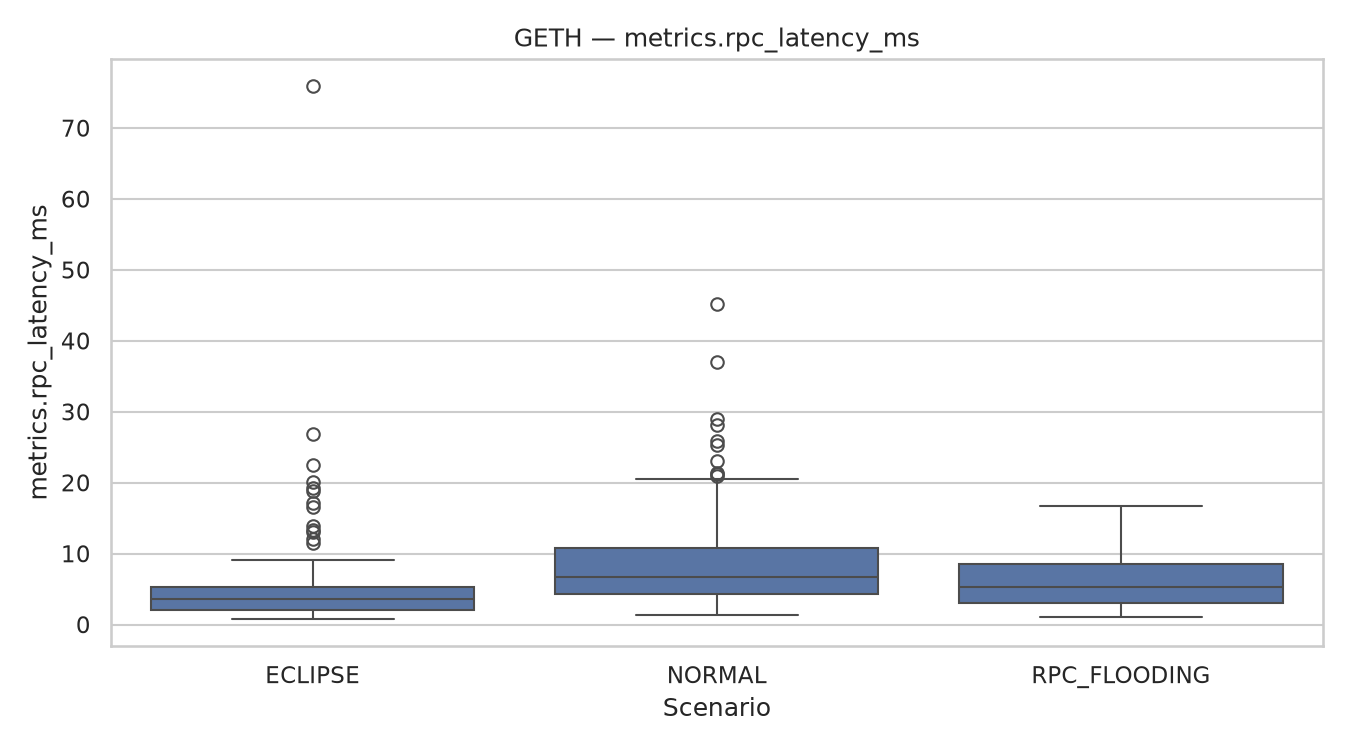 GETH — metrics.rpc_latency_ms
metrics.rpc_latency_ms
70
60
50
40
30
20
10
0
ECLIPSE NORMAL RPC_FLOODING
Scenario